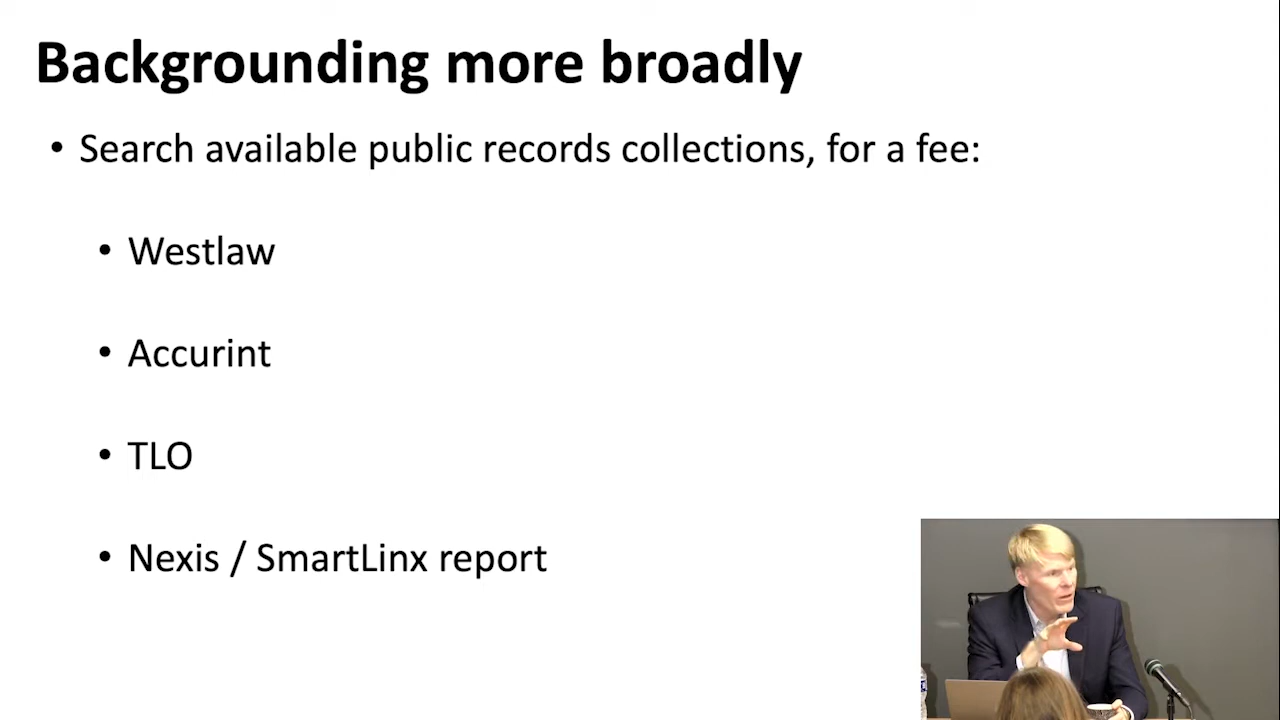 Backgrounding more broadly
• Search available public records collections, for a fee:
• Westlaw
• Accurint
• TLO
• Nexis / SmartLinx report